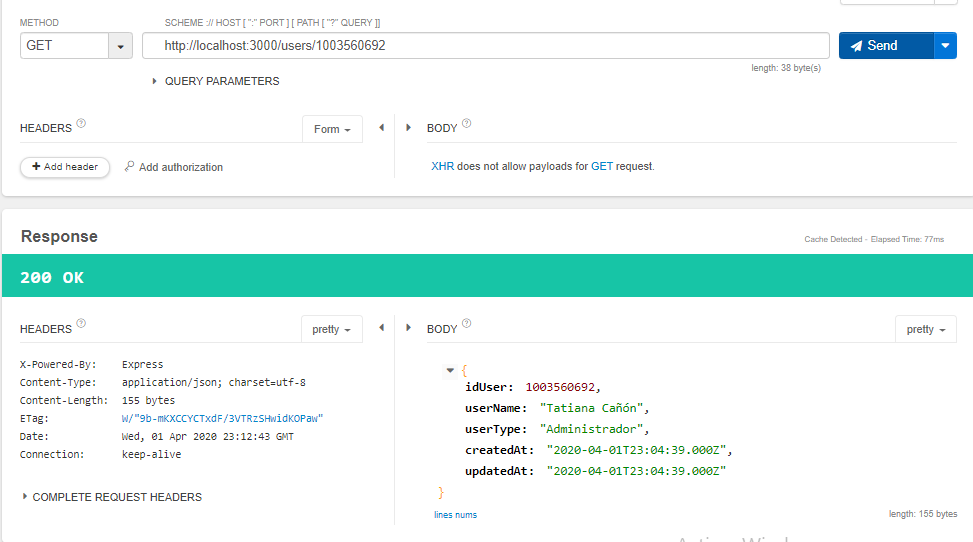 METHOD
SCHEME :// HOST [ ":" PORT ] [ PATH [ "?" QUERY ]]
GET
http://localhost:3000/users/1003560692
Send
length: 38 byte(s)
QUERY PARAMETERS
HEADERS ?
Form
BODY ?
+ Add header
Add authorization
XHR does not allow payloads for GET request.
Response
Cache Detected - Elapsed Time: 77ms
200 OK
HEADERS ?
pretty
BODY ?
pretty
X-Powered-By: Express
Content-Type: application/json; charset=utf-8
Content-Length: 155 bytes
ETag: W/"9b-mKXCCYCTxdF/3VTRzSHwidKOPaw"
Date: Wed, 01 Apr 2020 23:12:43 GMT
Connection: keep-alive
COMPLETE REQUEST HEADERS
{
idUser: 1003560692,
userName: "Tatiana Cañón",
userType: "Administrador",
createdAt: "2020-04-01T23:04:39.000Z",
updatedAt: "2020-04-01T23:04:39.000Z"
}
lines nums
length: 155 bytes